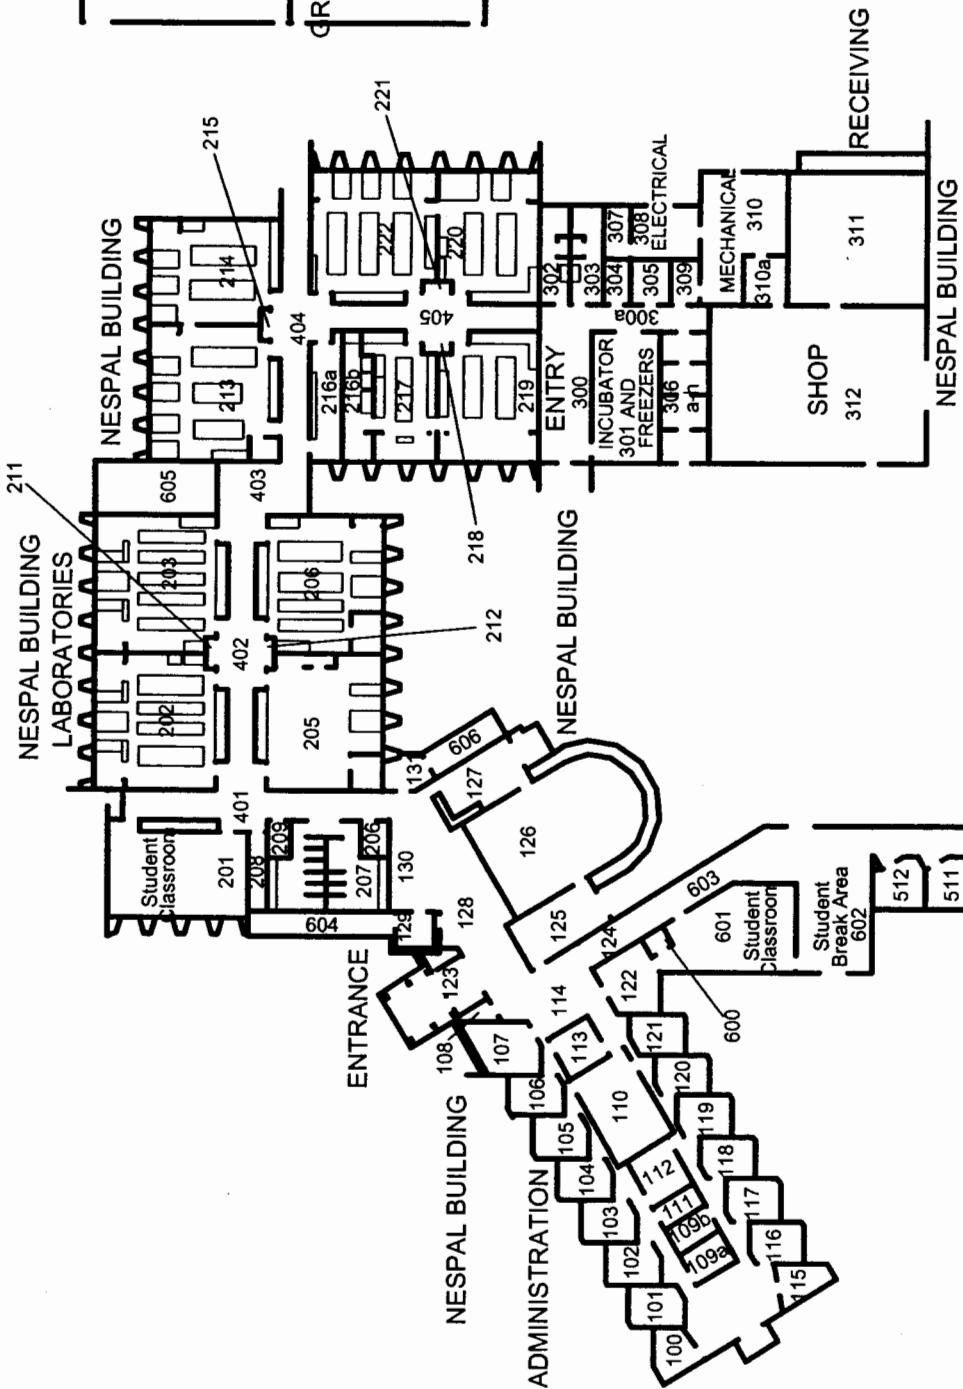 GR
RECEIVING
221
215
NESPAL BUILDING
214
213
404
222
220
405
216a
216b
217
219
218
302
303
304
305
307
308
309
ELECTRICAL
MECHANICAL
310
310a
311
300a
ENTRY
300
INCUBATOR
301 AND
FREEZERS
306
a-h
SHOP
312
NESPAL BUILDING
211
NESPAL BUILDING
LABORATORIES
605
403
203
206
402
212
202
205
NESPAL BUILDING
401
131
606
127
126
Student
Classroom
201
208
209
206
207
130
604
129
128
125
124
603
601
Student
Classroom
Student
Break Area
602
512
511
ENTRANCE
123
114
122
600
108
107
113
121
106
110
120
105
119
104
112
118
103
111
117
109b
102
109a
116
101
115
100
NESPAL BUILDING
ADMINISTRATION